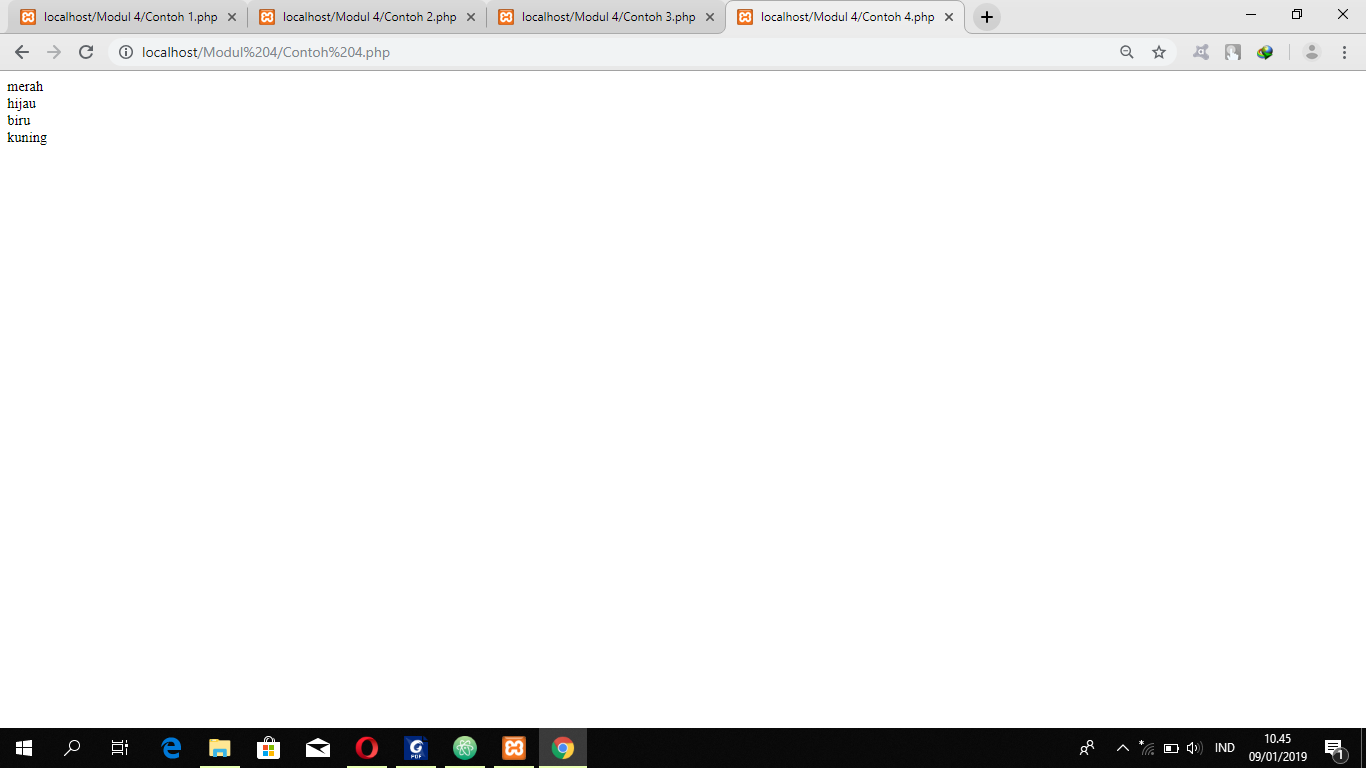 localhost/Modul 4/Contoh 1.php
localhost/Modul 4/Contoh 2.php
localhost/Modul 4/Contoh 3.php
localhost/Modul 4/Contoh 4.php
localhost/Modul%204/Contoh%204.php
merah
hijau
biru
kuning
PDF
IND
10.45
09/01/2019
1